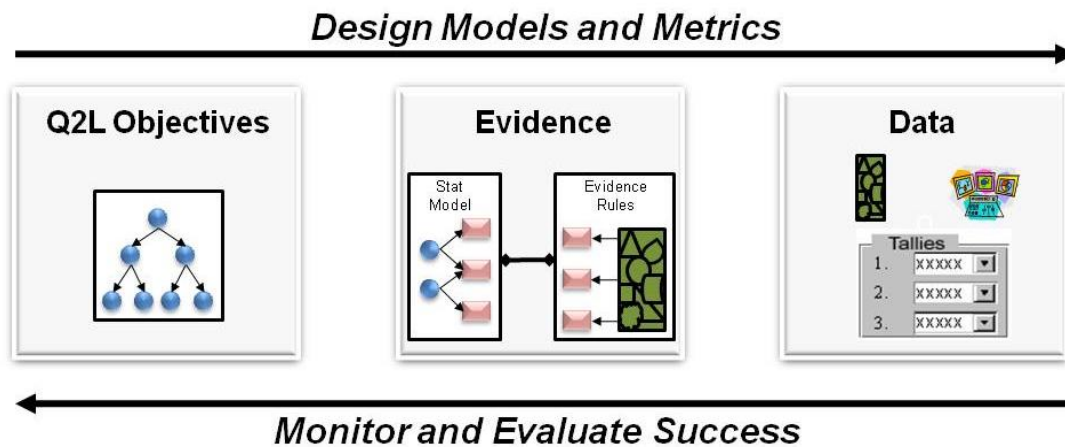 Design Models and Metrics
Q2L Objectives
Evidence
Stat
Model
Evidence
Rules
Data
Tallies
1. XXXXX
2. XXXXX
3. XXXXX
Monitor and Evaluate Success